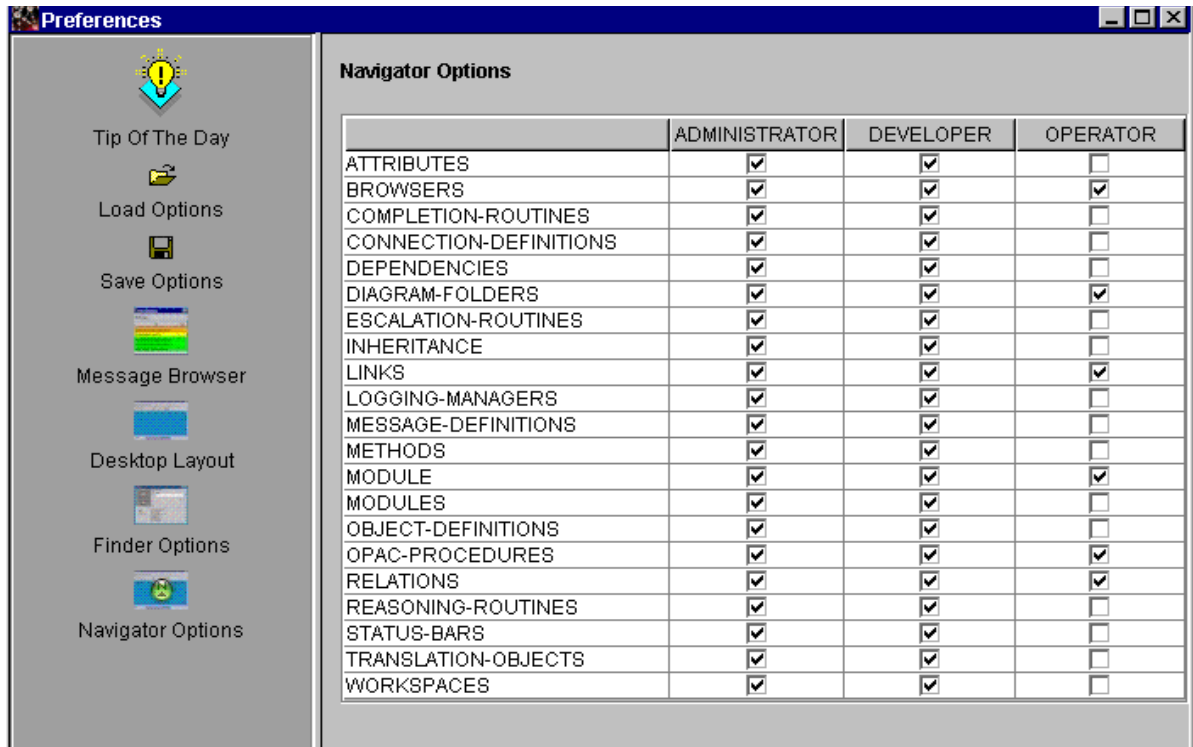 Preferences
Tip Of The Day
Load Options
Save Options
Message Browser
Desktop Layout
Finder Options
Navigator Options
Navigator Options
ADMINISTRATOR DEVELOPER OPERATOR
ATTRIBUTES
BROWSERS
COMPLETION-ROUTINES
CONNECTION-DEFINITIONS
DEPENDENCIES
DIAGRAM-FOLDERS
ESCALATION-ROUTINES
INHERITANCE
LINKS
LOGGING-MANAGERS
MESSAGE-DEFINITIONS
METHODS
MODULE
MODULES
OBJECT-DEFINITIONS
OPAC-PROCEDURES
RELATIONS
REASONING-ROUTINES
STATUS-BARS
TRANSLATION-OBJECTS
WORKSPACES